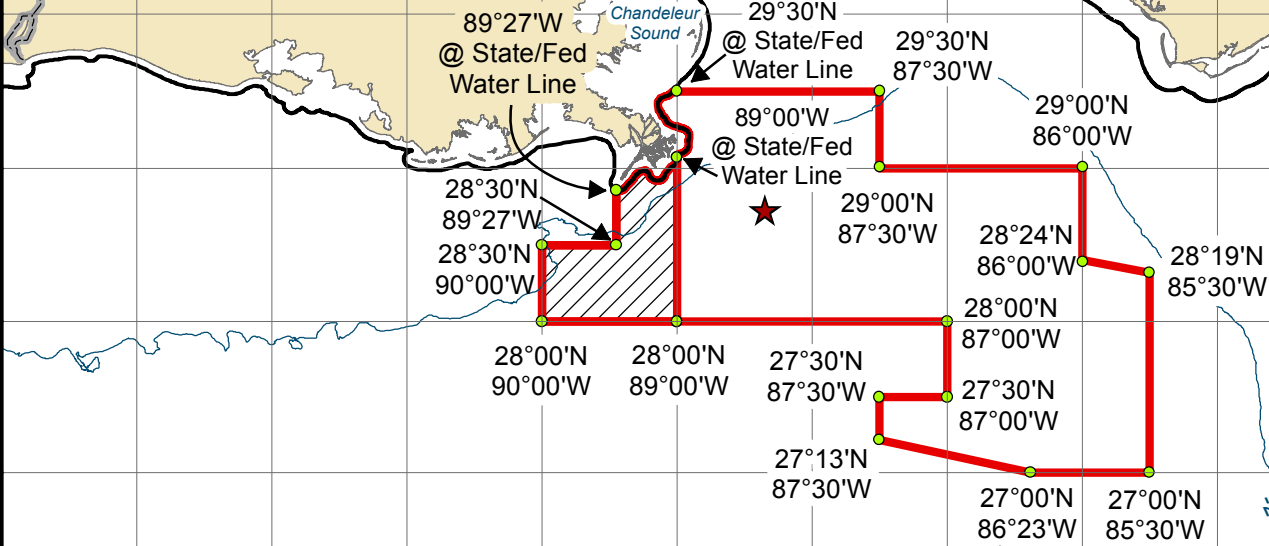 89°27'W
@ State/Fed
Water Line
Chandeleur
Sound
29°30'N
@ State/Fed
Water Line
29°30'N
87°30'W
89°00'W
@ State/Fed
Water Line
29°00'N
86°00'W
28°30'N
89°27'W
28°30'N
90°00'W
29°00'N
87°30'W
28°24'N
86°00'W
28°19'N
85°30'W
28°00'N
90°00'W
28°00'N
89°00'W
28°00'N
87°00'W
27°30'N
87°30'W
27°30'N
87°00'W
27°13'N
87°30'W
27°00'N
86°23'W
27°00'N
85°30'W